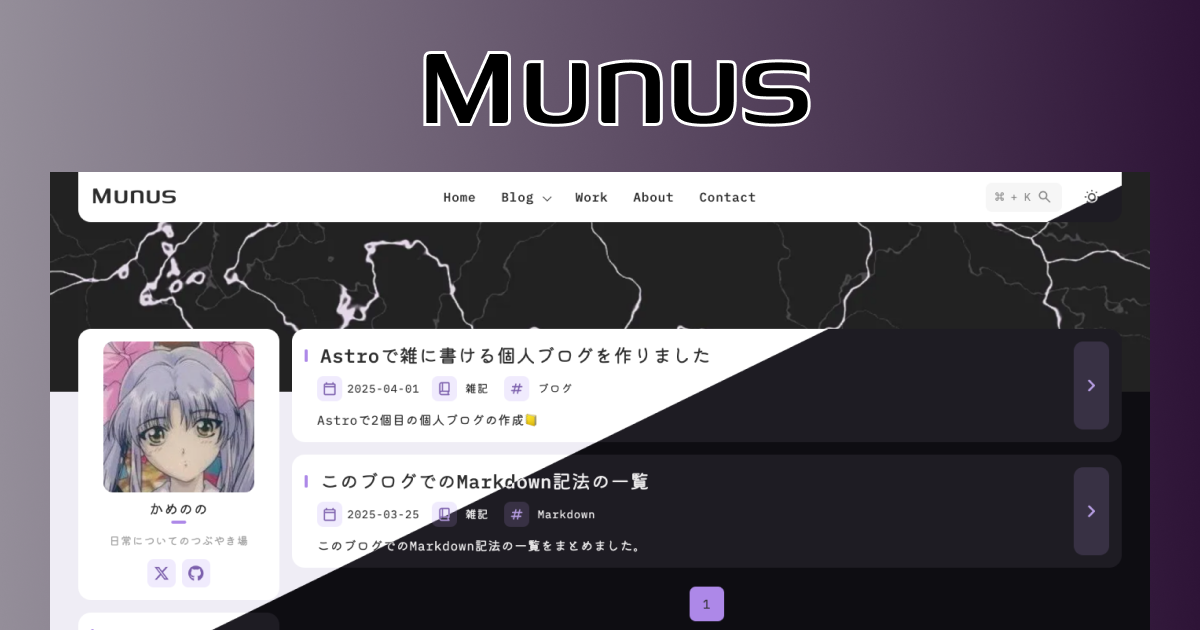 Munus
Munus
Home Blog Work About Contact
⌘ + K
Astroで雑に書ける個人ブログを作りました
2025-04-01 雑記 # ブログ
Astroで2個目の個人ブログの作成
このブログでのMarkdown記法の一覧
2025-03-25 雑記 # Markdown
このブログでのMarkdown記法の一覧をまとめました。
かめのの
日常についてのつぶやき場
1